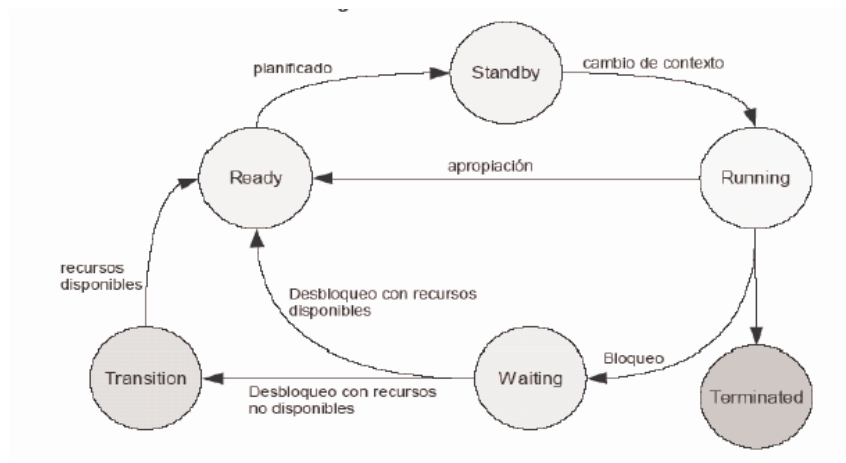 planificado
Standby
cambio de contexto
Ready
apropiación
Running
recursos
disponibles
Desbloqueo con recursos
disponibles
Transition
Desbloqueo con recursos
no disponibles
Waiting
Bloqueo
Terminated